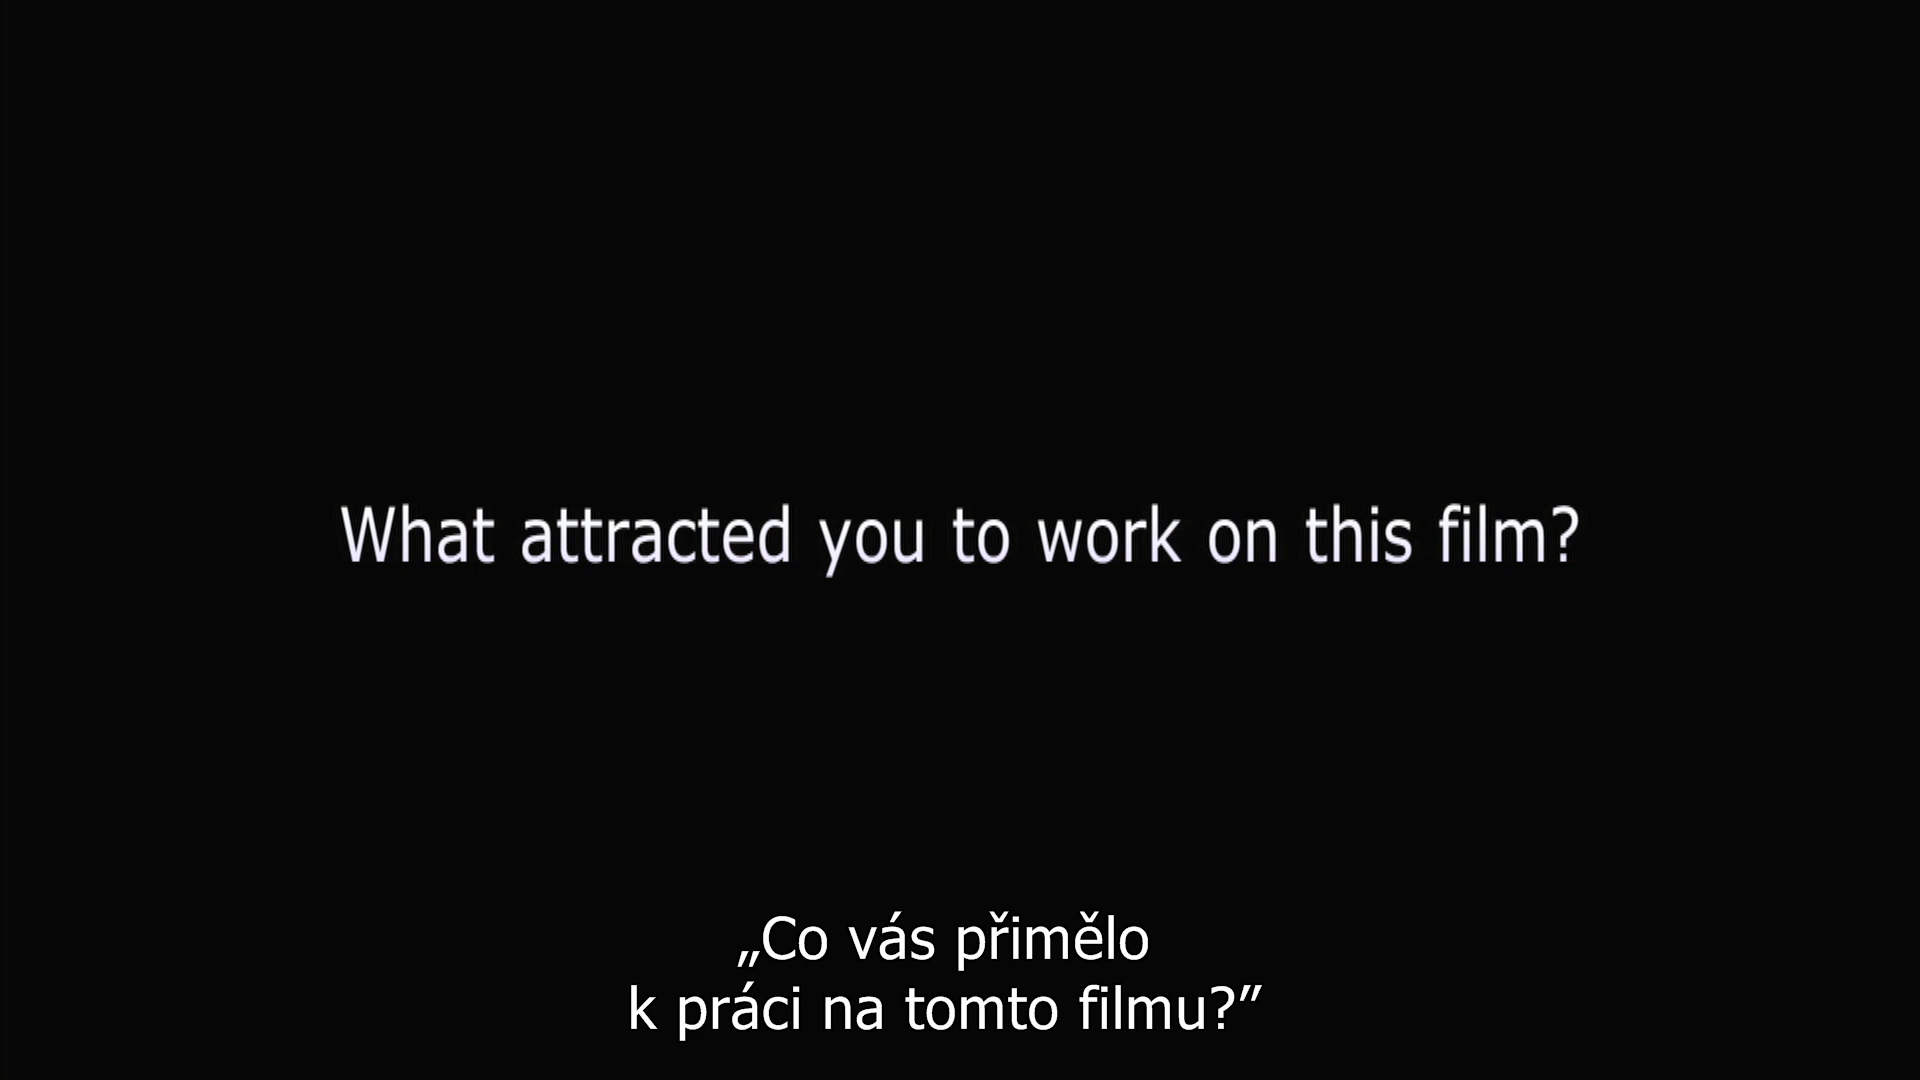 What attracted you to work on this film?
„Co vás přimělo
k práci na tomto filmu?”